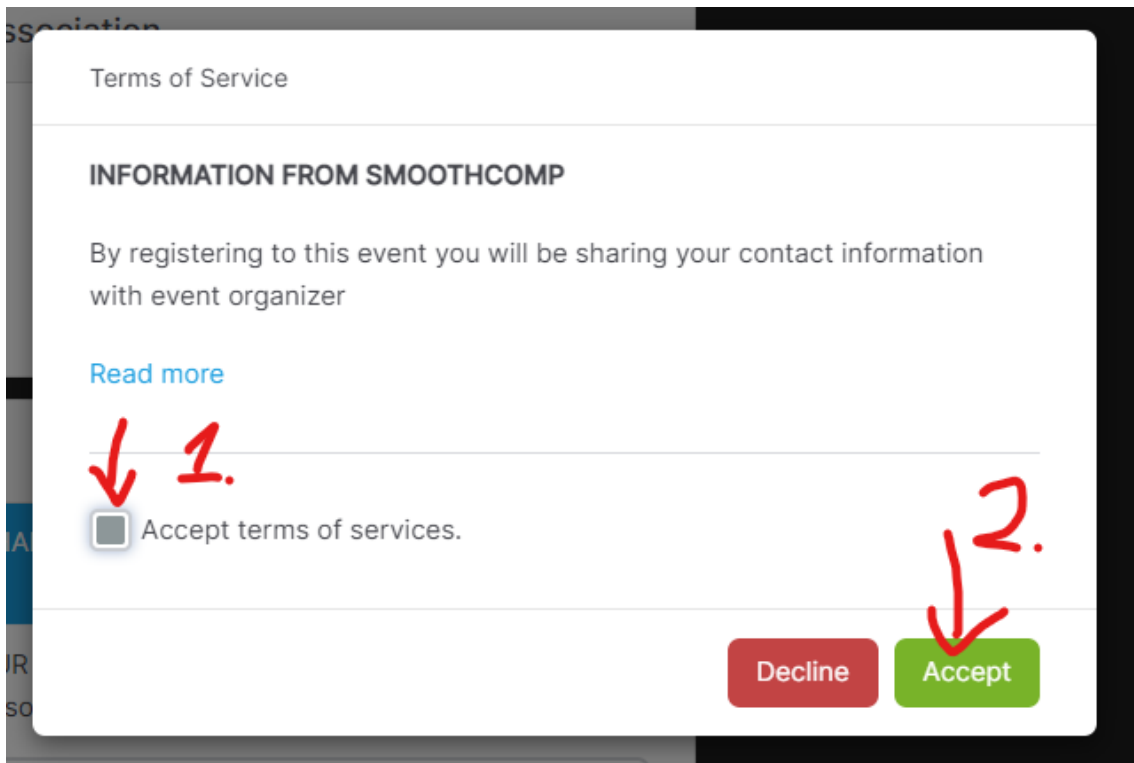 ssociation
Terms of Service
INFORMATION FROM SMOOTHCOMP
By registering to this event you will be sharing your contact information
with event organizer
Read more
1.
Accept terms of services.
2.
Decline
Accept